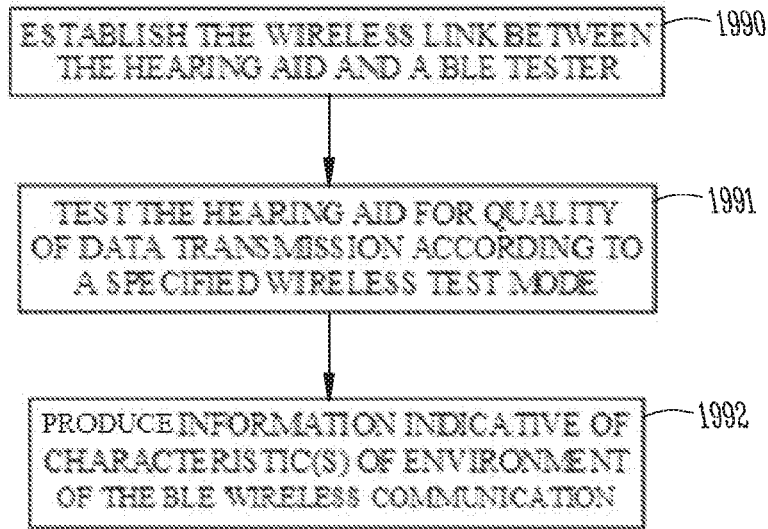 ESTABLISH THE WIRELESS LINK BETWEEN
THE HEARING AID AND A BLE TESTER
1990
TEST THE HEARING AID FOR QUALITY
OF DATA TRANSMISSION ACCORDING TO
A SPECIFIED WIRELESS TEST MODE
1991
PRODUCE INFORMATION INDICATIVE OF
CHARACTERISTIC(S) OF ENVIRONMENT
OF THE BLE WIRELESS COMMUNICATION
1992